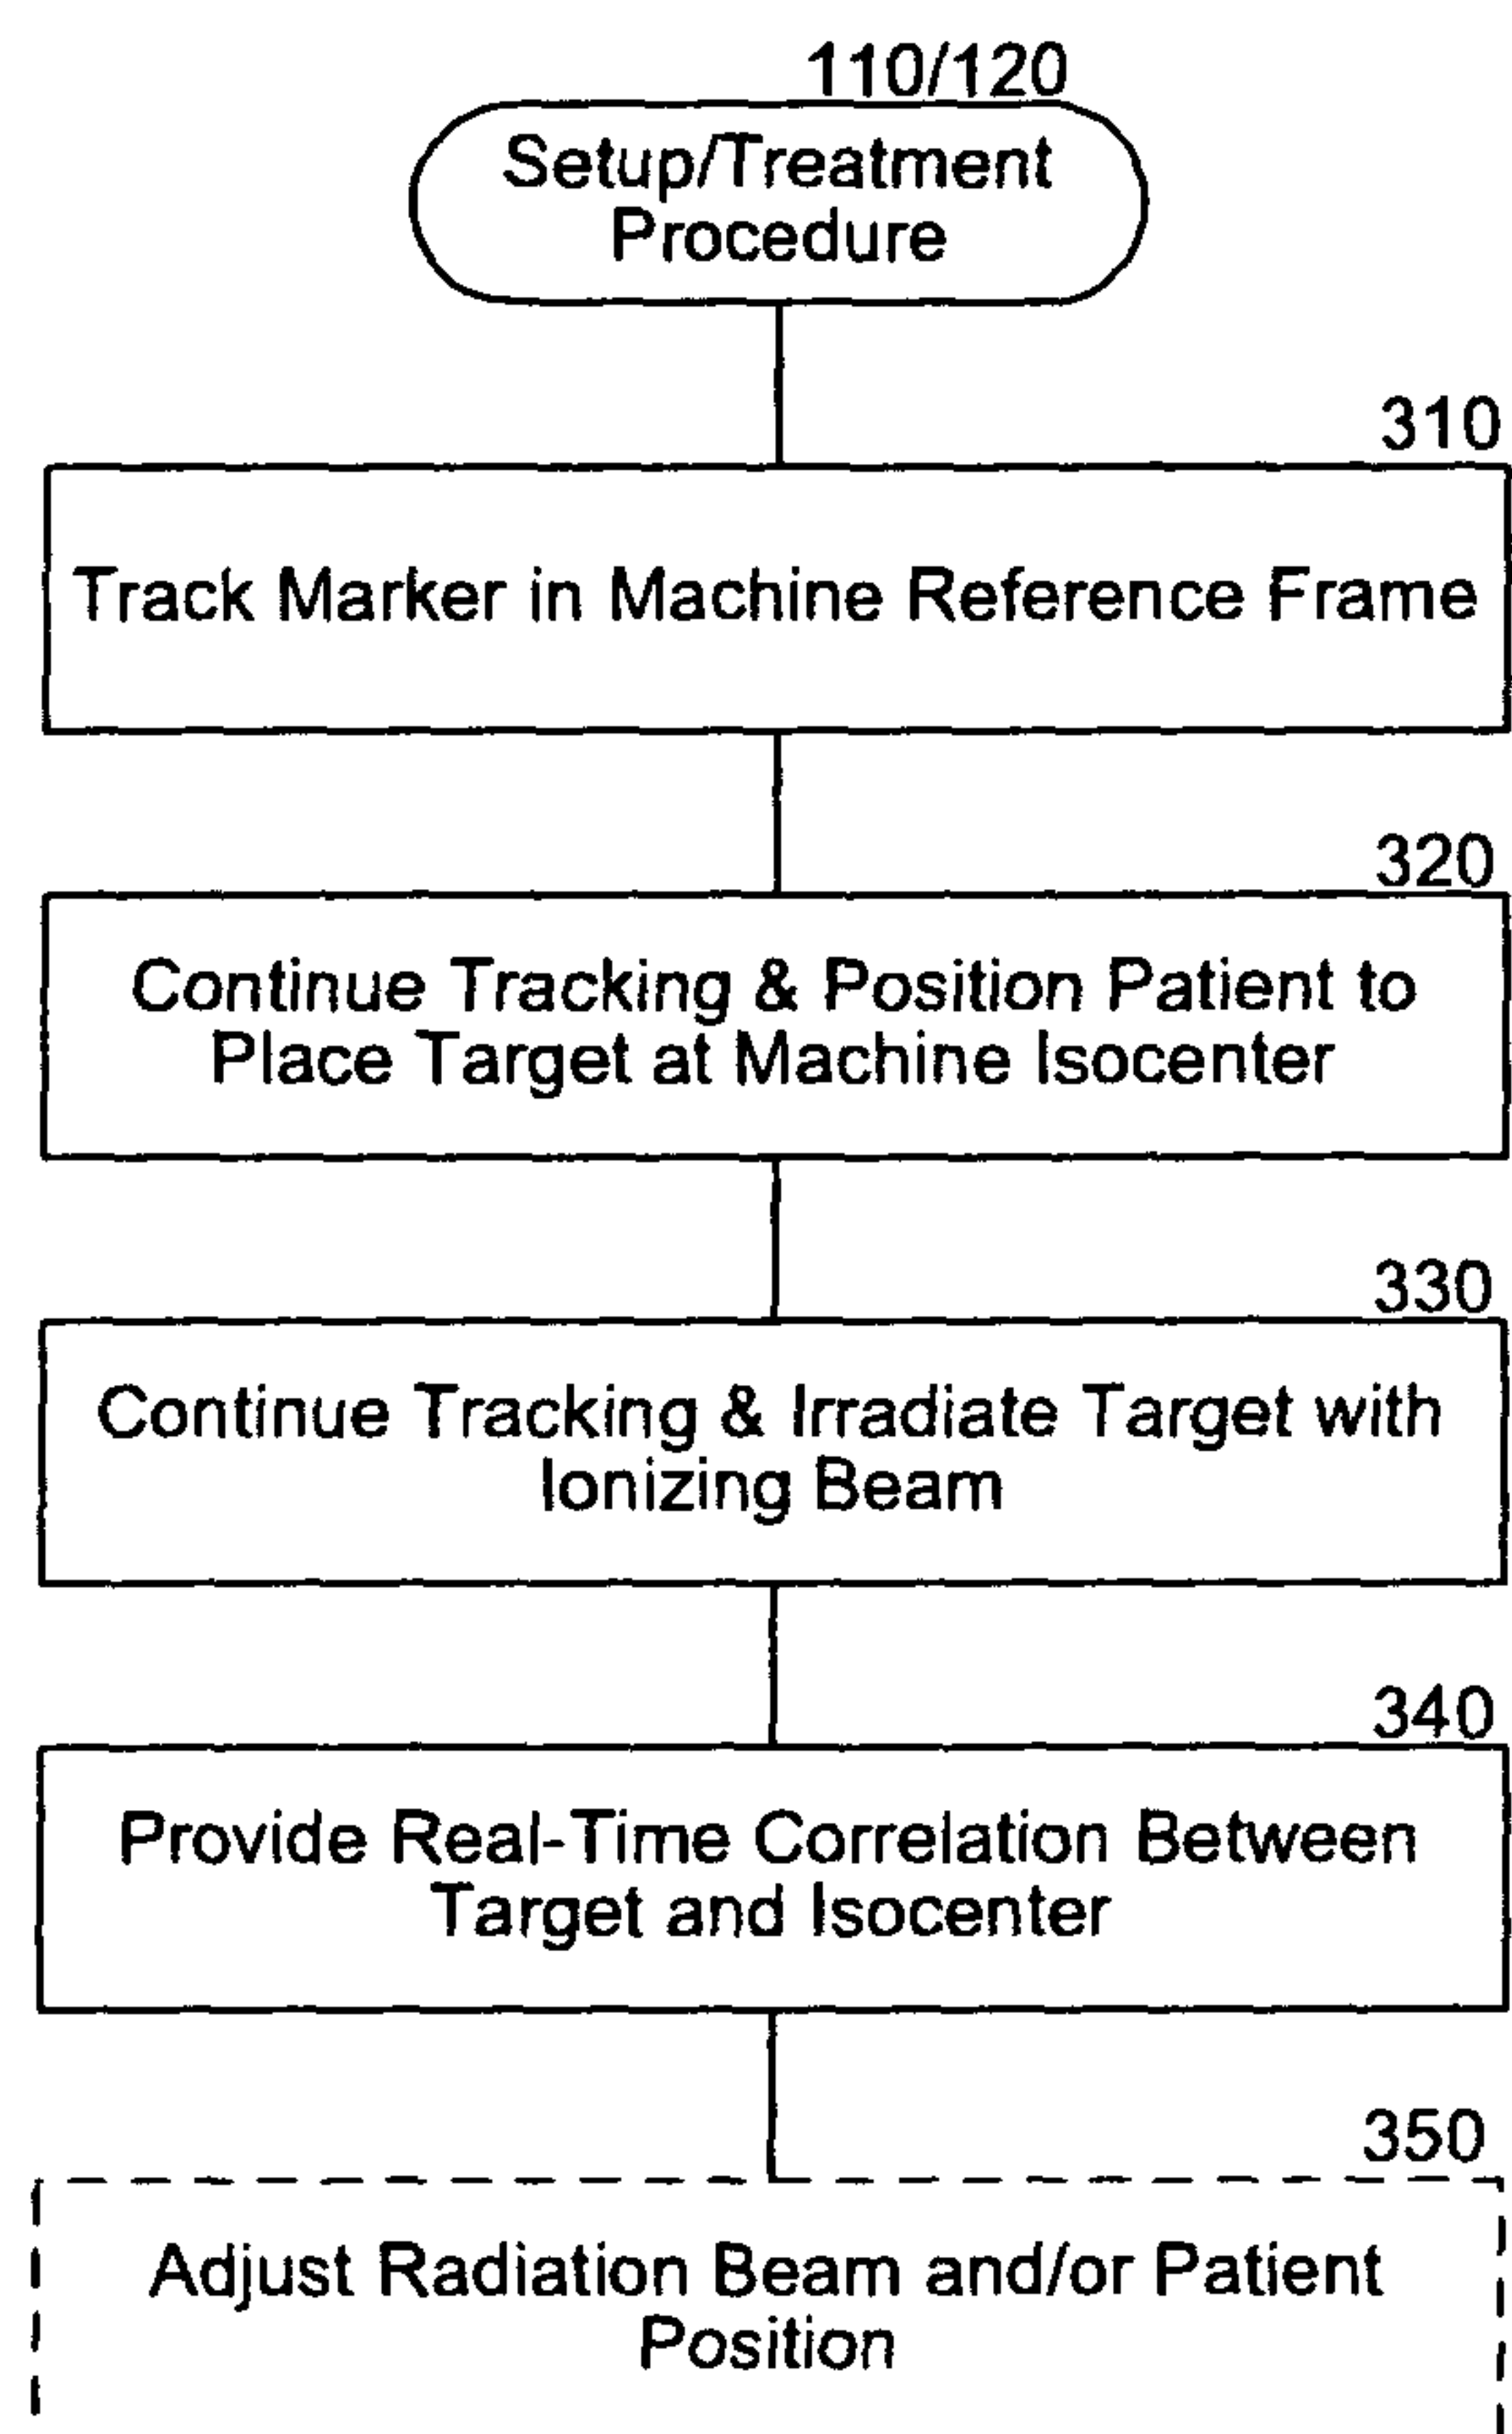 110/120
Setup/Treatment
Procedure
310
Track Marker in Machine Reference Frame
320
Continue Tracking & Position Patient to
Place Target at Machine Isocenter
330
Continue Tracking & Irradiate Target with
Ionizing Beam
340
Provide Real-Time Correlation Between
Target and Isocenter
350
Adjust Radiation Beam and/or Patient
Position